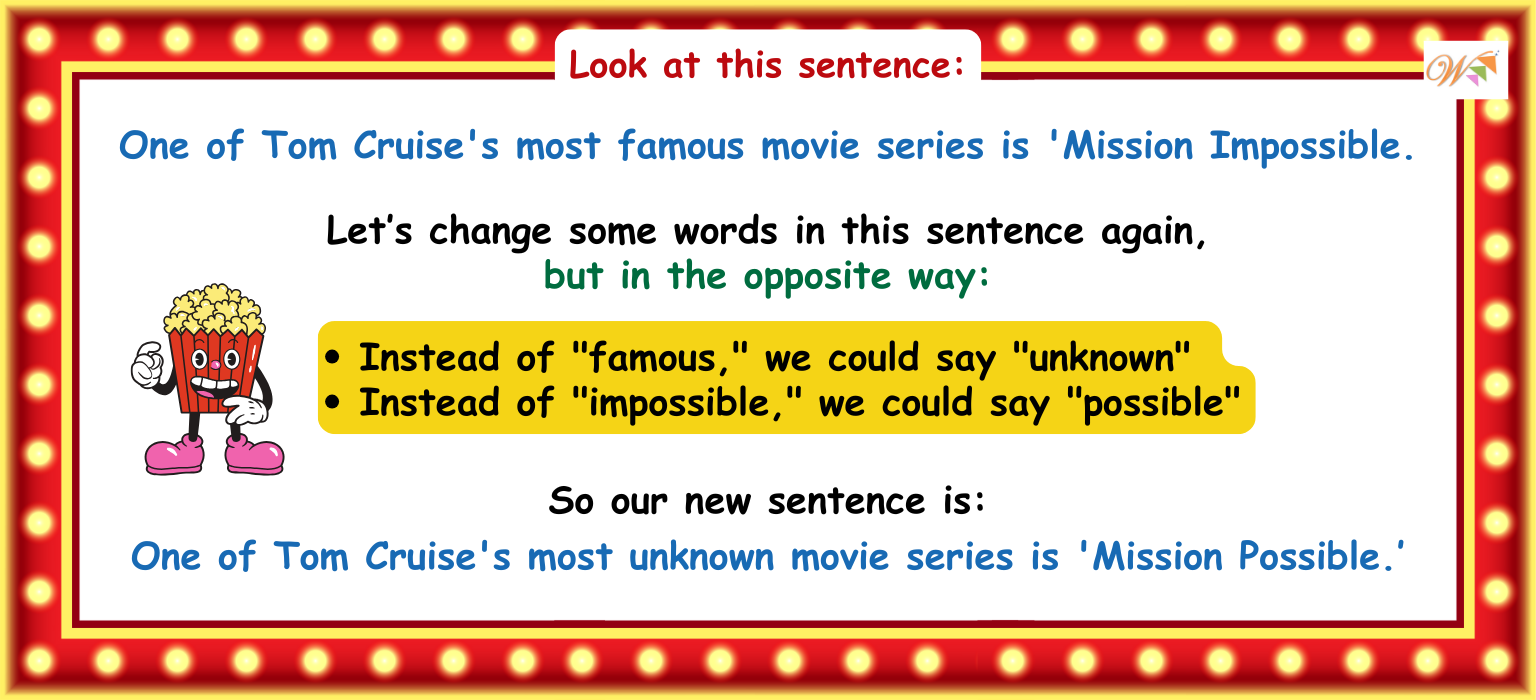 Look at this sentence:
One of Tom Cruise's most famous movie series is 'Mission Impossible.
Let's change some words in this sentence again,
but in the opposite way:
• Instead of "famous," we could say "unknown"
• Instead of "impossible," we could say "possible"
So our new sentence is:
One of Tom Cruise's most unknown movie series is 'Mission Possible.’
W